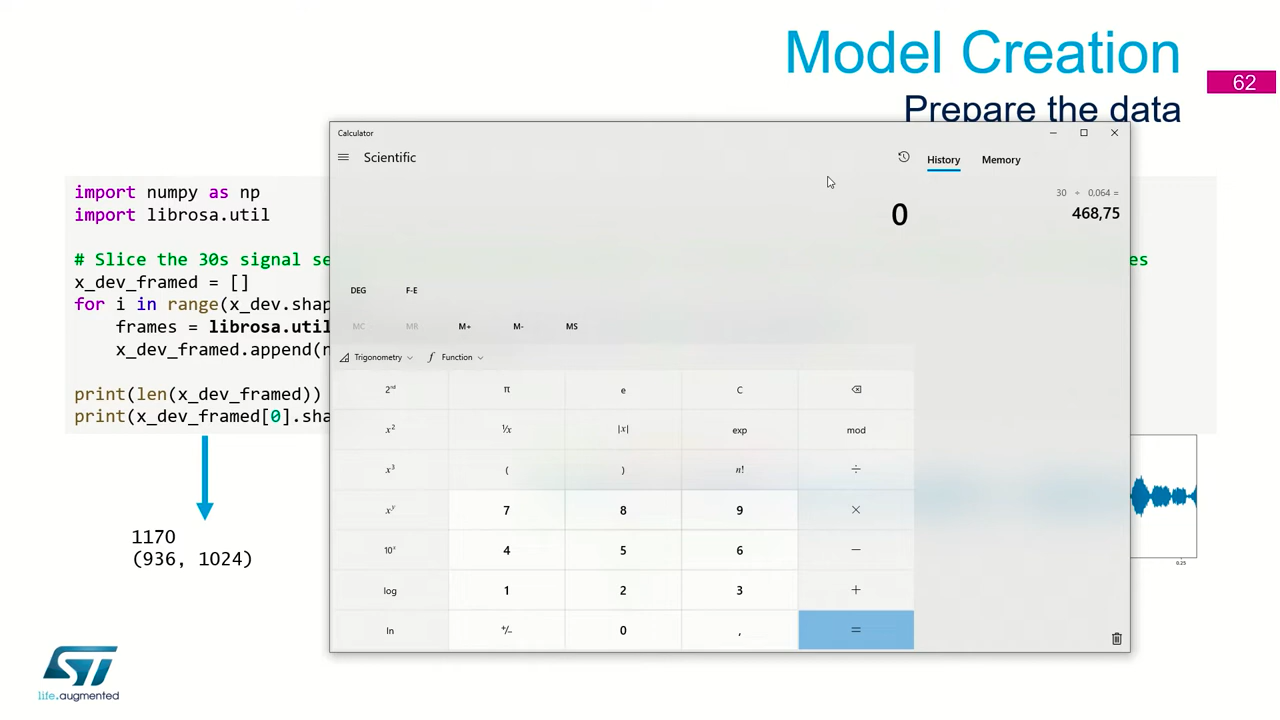 Model Creation
62
Prepare the data
Calculator
Scientific
History
Memory
import numpy as np
import librosa.util
30 ÷ 0,064 =
0
468,75
# Slice the 30s signal se
es
x_dev_framed = []
for i in range(x_dev.shap
frames = librosa.util
x_dev_framed.append(n
print(len(x_dev_framed))
print(x_dev_framed[0].sha
DEG
F-E
MC
MR
M+
M-
MS
Trigonometry
Function
2nd
π
e
C
x²
¹/x
|x|
exp
mod
x³
(
)
n!
÷
xʸ
7
8
9
×
10ˣ
4
5
6
−
log
1
2
3
+
ln
+/−
0
,
=
1170
(936, 1024)
0.25
ST
life.augmented